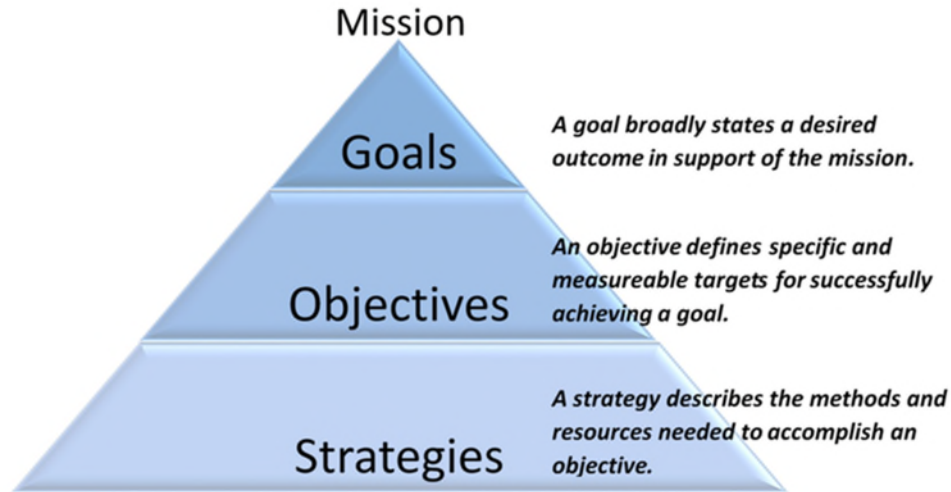 Mission
Goals
A goal broadly states a desired
outcome in support of the mission.
Objectives
An objective defines specific and
measureable targets for successfully
achieving a goal.
Strategies
A strategy describes the methods and
resources needed to accomplish an
objective.